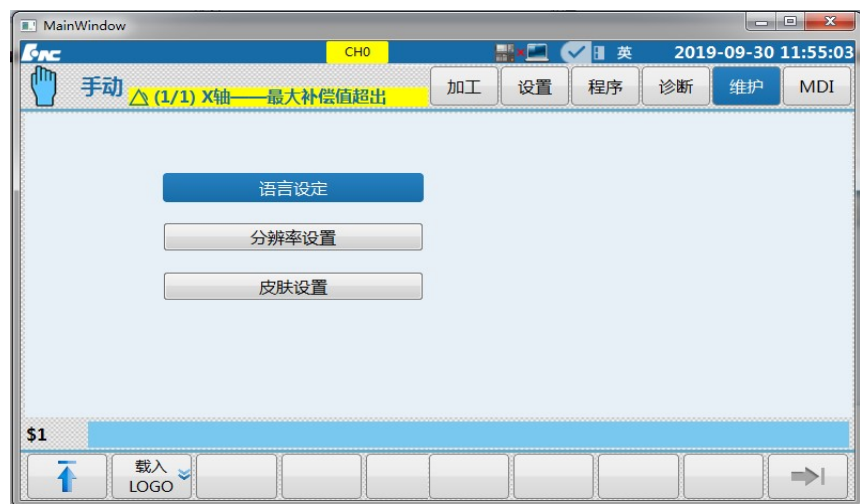 MainWindow
HNC CH0 英 2019-09-30 11:55:03
手动 (1/1) X轴——最大补偿值超出 加工 设置 程序 诊断 维护 MDI
语言设定
分辨率设置
皮肤设置
$1
载入
LOGO